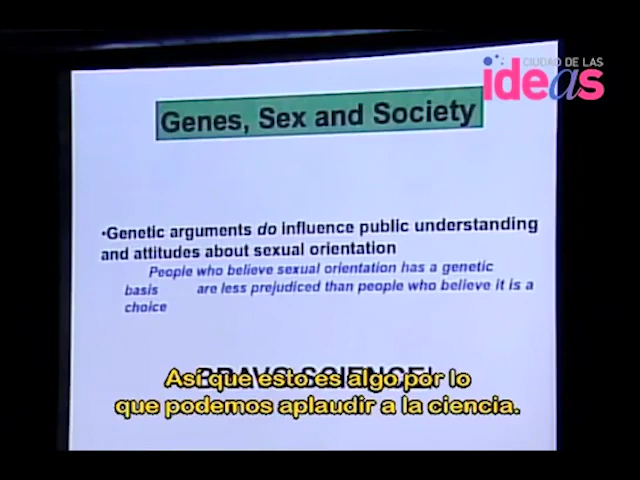 CIUDAD DE LAS
ideas
Genes, Sex and Society
•Genetic arguments do influence public understanding
and attitudes about sexual orientation
People who believe sexual orientation has a genetic
basis are less prejudiced than people who believe it is a
choice
BRAVO SCIENCE!
Así que esto es algo por lo
que podemos aplaudir a la ciencia.